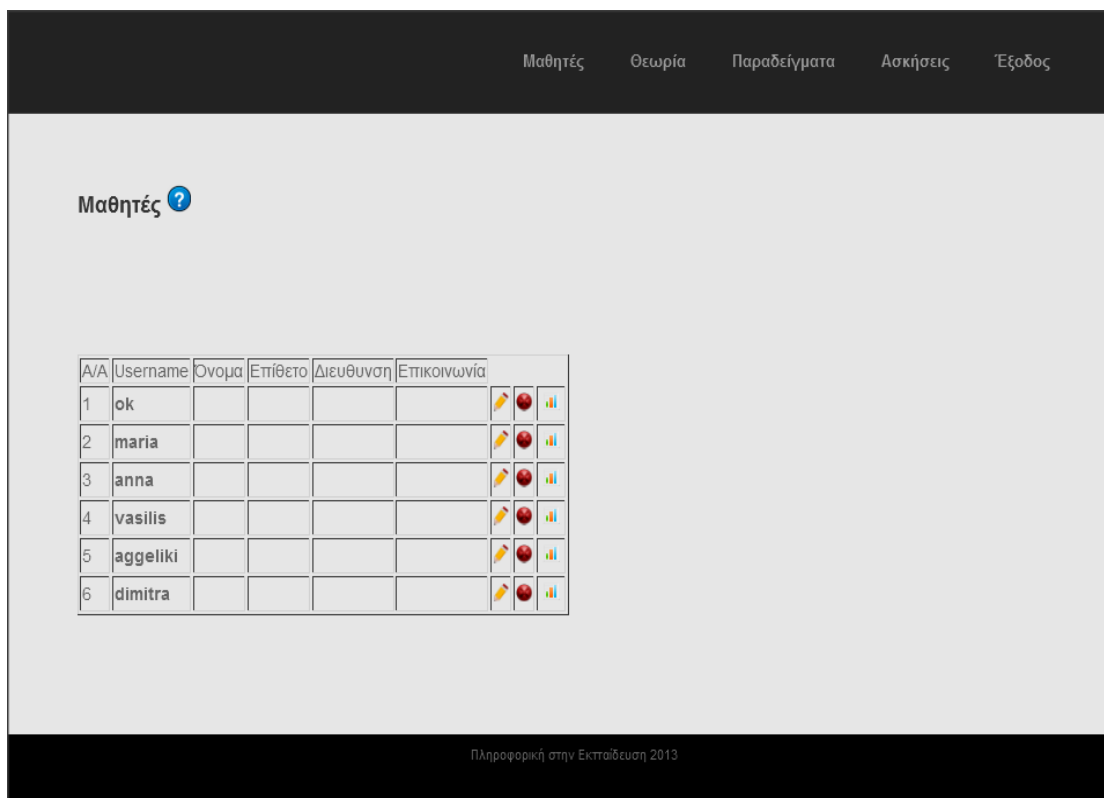 Μαθητές Θεωρία Παραδείγματα Ασκήσεις Έξοδος
Μαθητές
Α/Α Username Όνομα Επίθετο Διευθυνση Επικοινωνία
1 ok
2 maria
3 anna
4 vasilis
5 aggeliki
6 dimitra
Πληροφορική στην Εκπαίδευση 2013